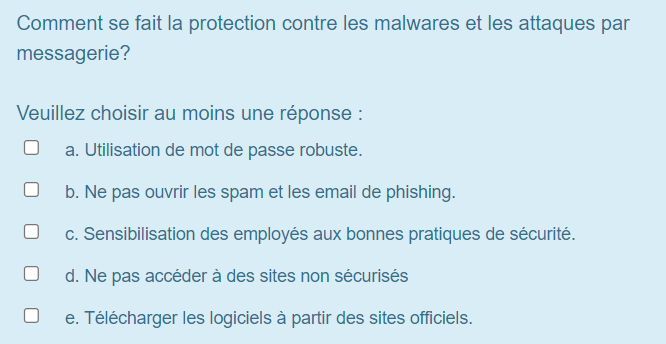 Comment se fait la protection contre les malwares et les attaques par
messagerie?
Veuillez choisir au moins une réponse :
a. Utilisation de mot de passe robuste.
b. Ne pas ouvrir les spam et les email de phishing.
c. Sensibilisation des employés aux bonnes pratiques de sécurité.
d. Ne pas accéder à des sites non sécurisés
e. Télécharger les logiciels à partir des sites officiels.